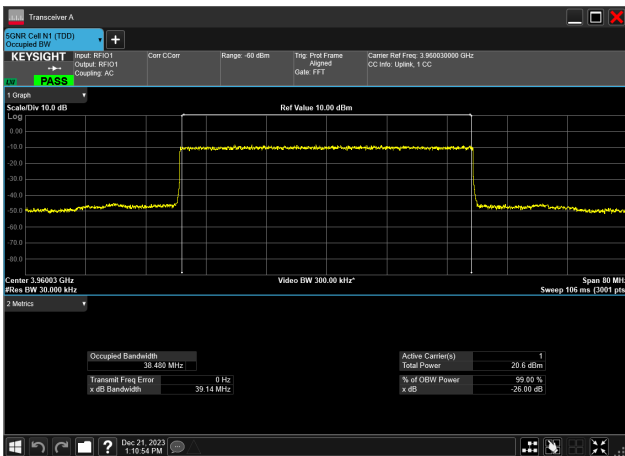 Transceiver A
5GNR Cell N1 (TDD)
Occupied BW
KEYSIGHT
LXI
PASS
Input: RFIO1
Output: RFIO1
Coupling: AC
Corr CCorr
Range: -60 dBm
Trig: Prot Frame
Aligned
Gate: FFT
Carrier Ref Freq: 3.960030000 GHz
CC Info: Uplink, 1 CC
1 Graph
Scale/Div 10.0 dB
Ref Value 10.00 dBm
Log
0.00
-10.0
-20.0
-30.0
-40.0
-50.0
-60.0
-70.0
-80.0
Center 3.96003 GHz
Video BW 300.00 kHz*
Span 80 MHz
#Res BW 30.000 kHz
Sweep 106 ms (3001 pts
2 Metrics
Occupied Bandwidth
38.480 MHz
Transmit Freq Error 0 Hz
x dB Bandwidth 39.14 MHz
Active Carrier(s) 1
Total Power 20.6 dBm
% of OBW Power 99.00 %
x dB -26.00 dB
?
Dec 21, 2023
1:10:54 PM